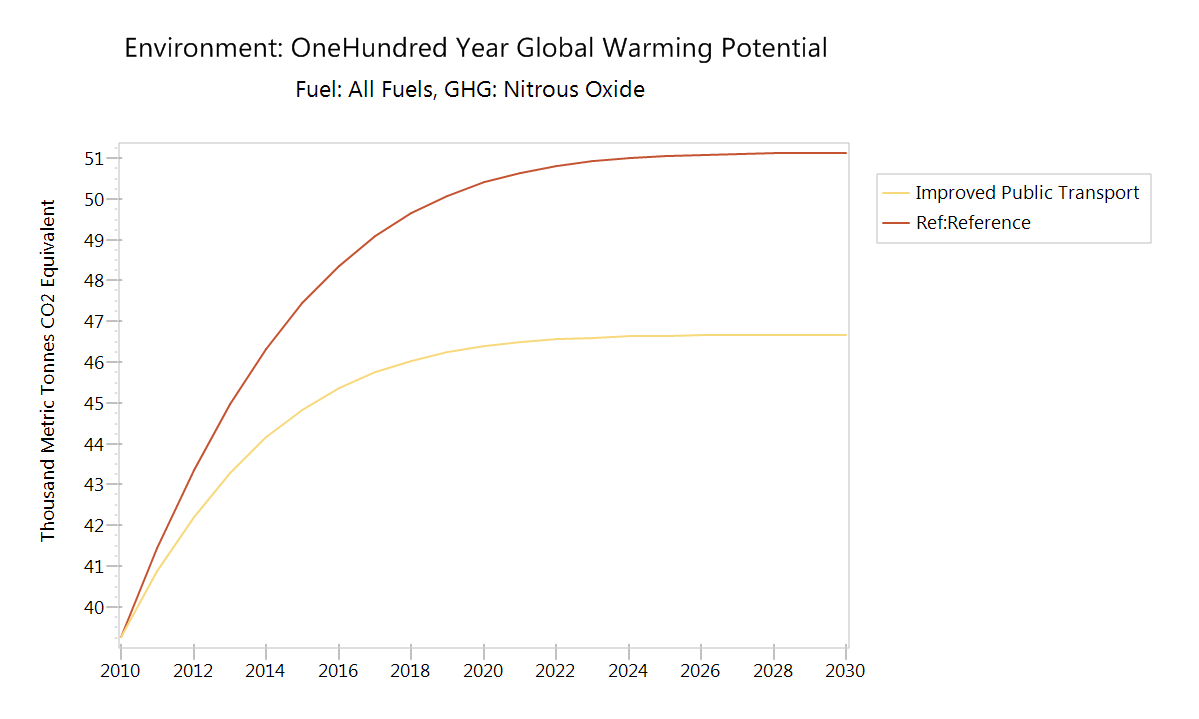 Environment: OneHundred Year Global Warming Potential
Fuel: All Fuels, GHG: Nitrous Oxide
Thousand Metric Tonnes CO2 Equivalent
51
50
49
48
47
46
45
44
43
42
41
40
2010 2012 2014 2016 2018 2020 2022 2024 2026 2028 2030
Improved Public Transport
Ref:Reference